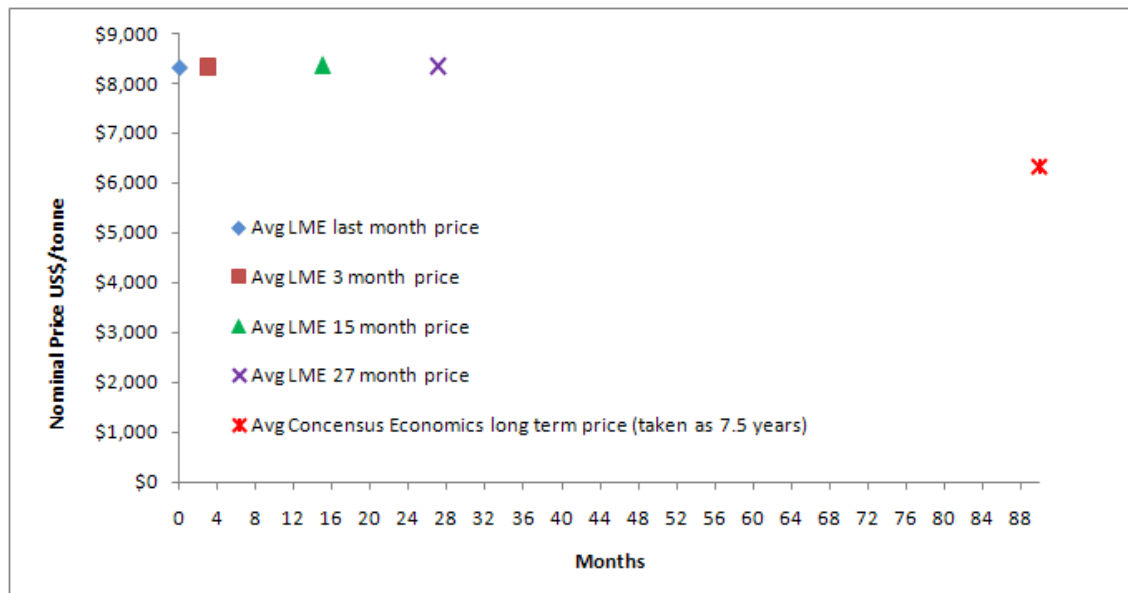 $9,000
$8,000
$7,000
$6,000
$5,000
$4,000
$3,000
$2,000
$1,000
$0
Nominal Price US$/tonne
Avg LME last month price
Avg LME 3 month price
Avg LME 15 month price
Avg LME 27 month price
Avg Concensus Economics long term price (taken as 7.5 years)
0 4 8 12 16 20 24 28 32 36 40 44 48 52 56 60 64 68 72 76 80 84 88
Months